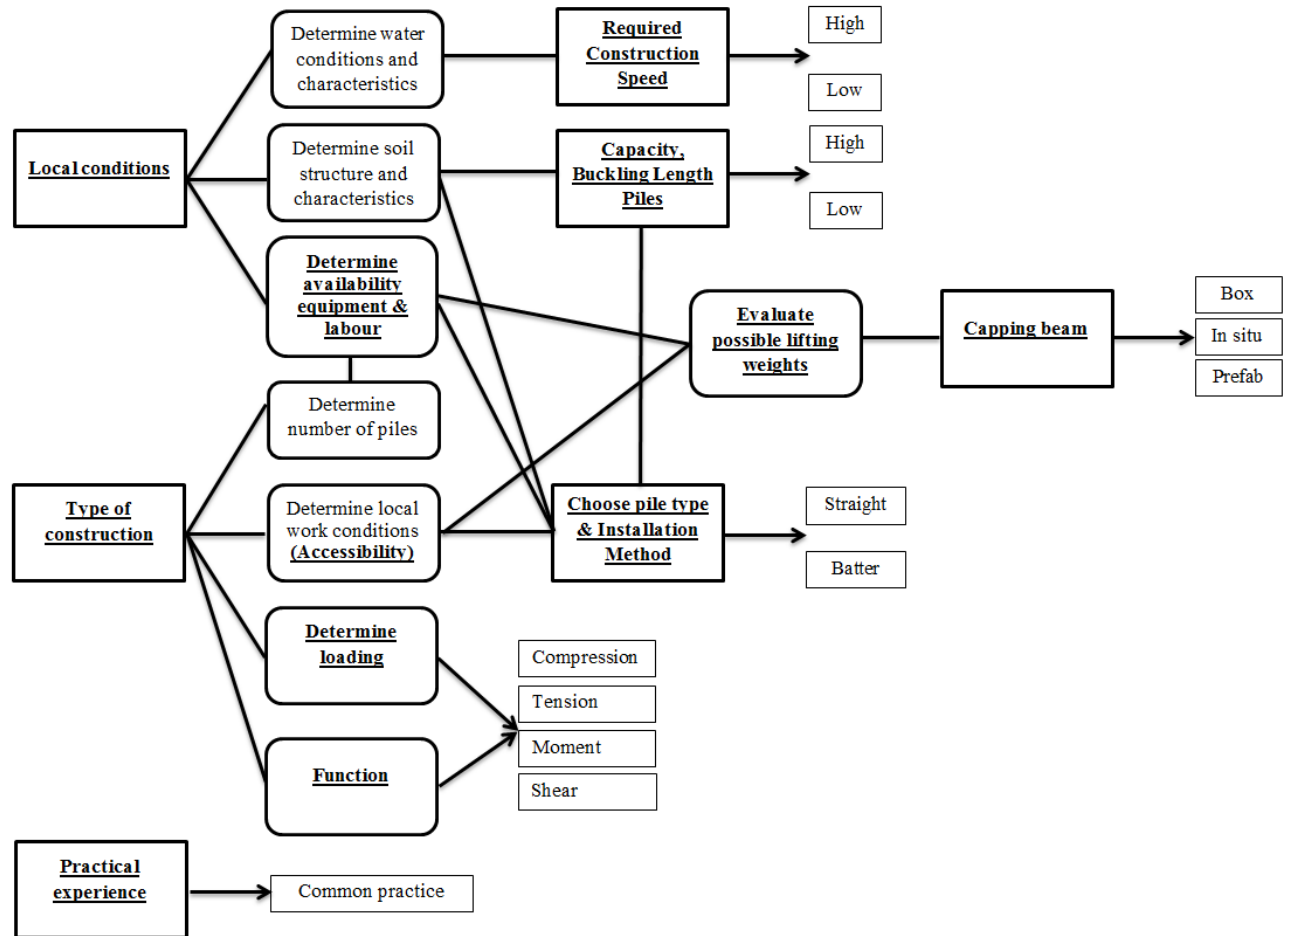 Determine water
conditions and
characteristics
Required
Construction
Speed
High
Low
Local conditions
Determine soil
structure and
characteristics
Capacity,
Buckling Length
Piles
High
Low
Determine
availability
equipment &
labour
Evaluate
possible lifting
weights
Capping beam
Box
In situ
Prefab
Determine
number of piles
Type of
construction
Determine local
work conditions
(Accessibility)
Choose pile type
& Installation
Method
Straight
Batter
Determine
loading
Function
Compression
Tension
Moment
Shear
Practical
experience
Common practice